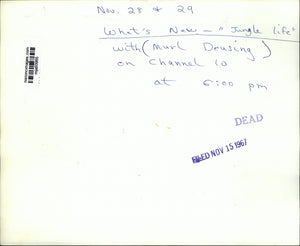 Nov. 28 & 29
What's New - "Jungle life"
with (Murl Deusing)
on Channel 10
at 6:00 pm
DEAD
FILED NOV 15 1967